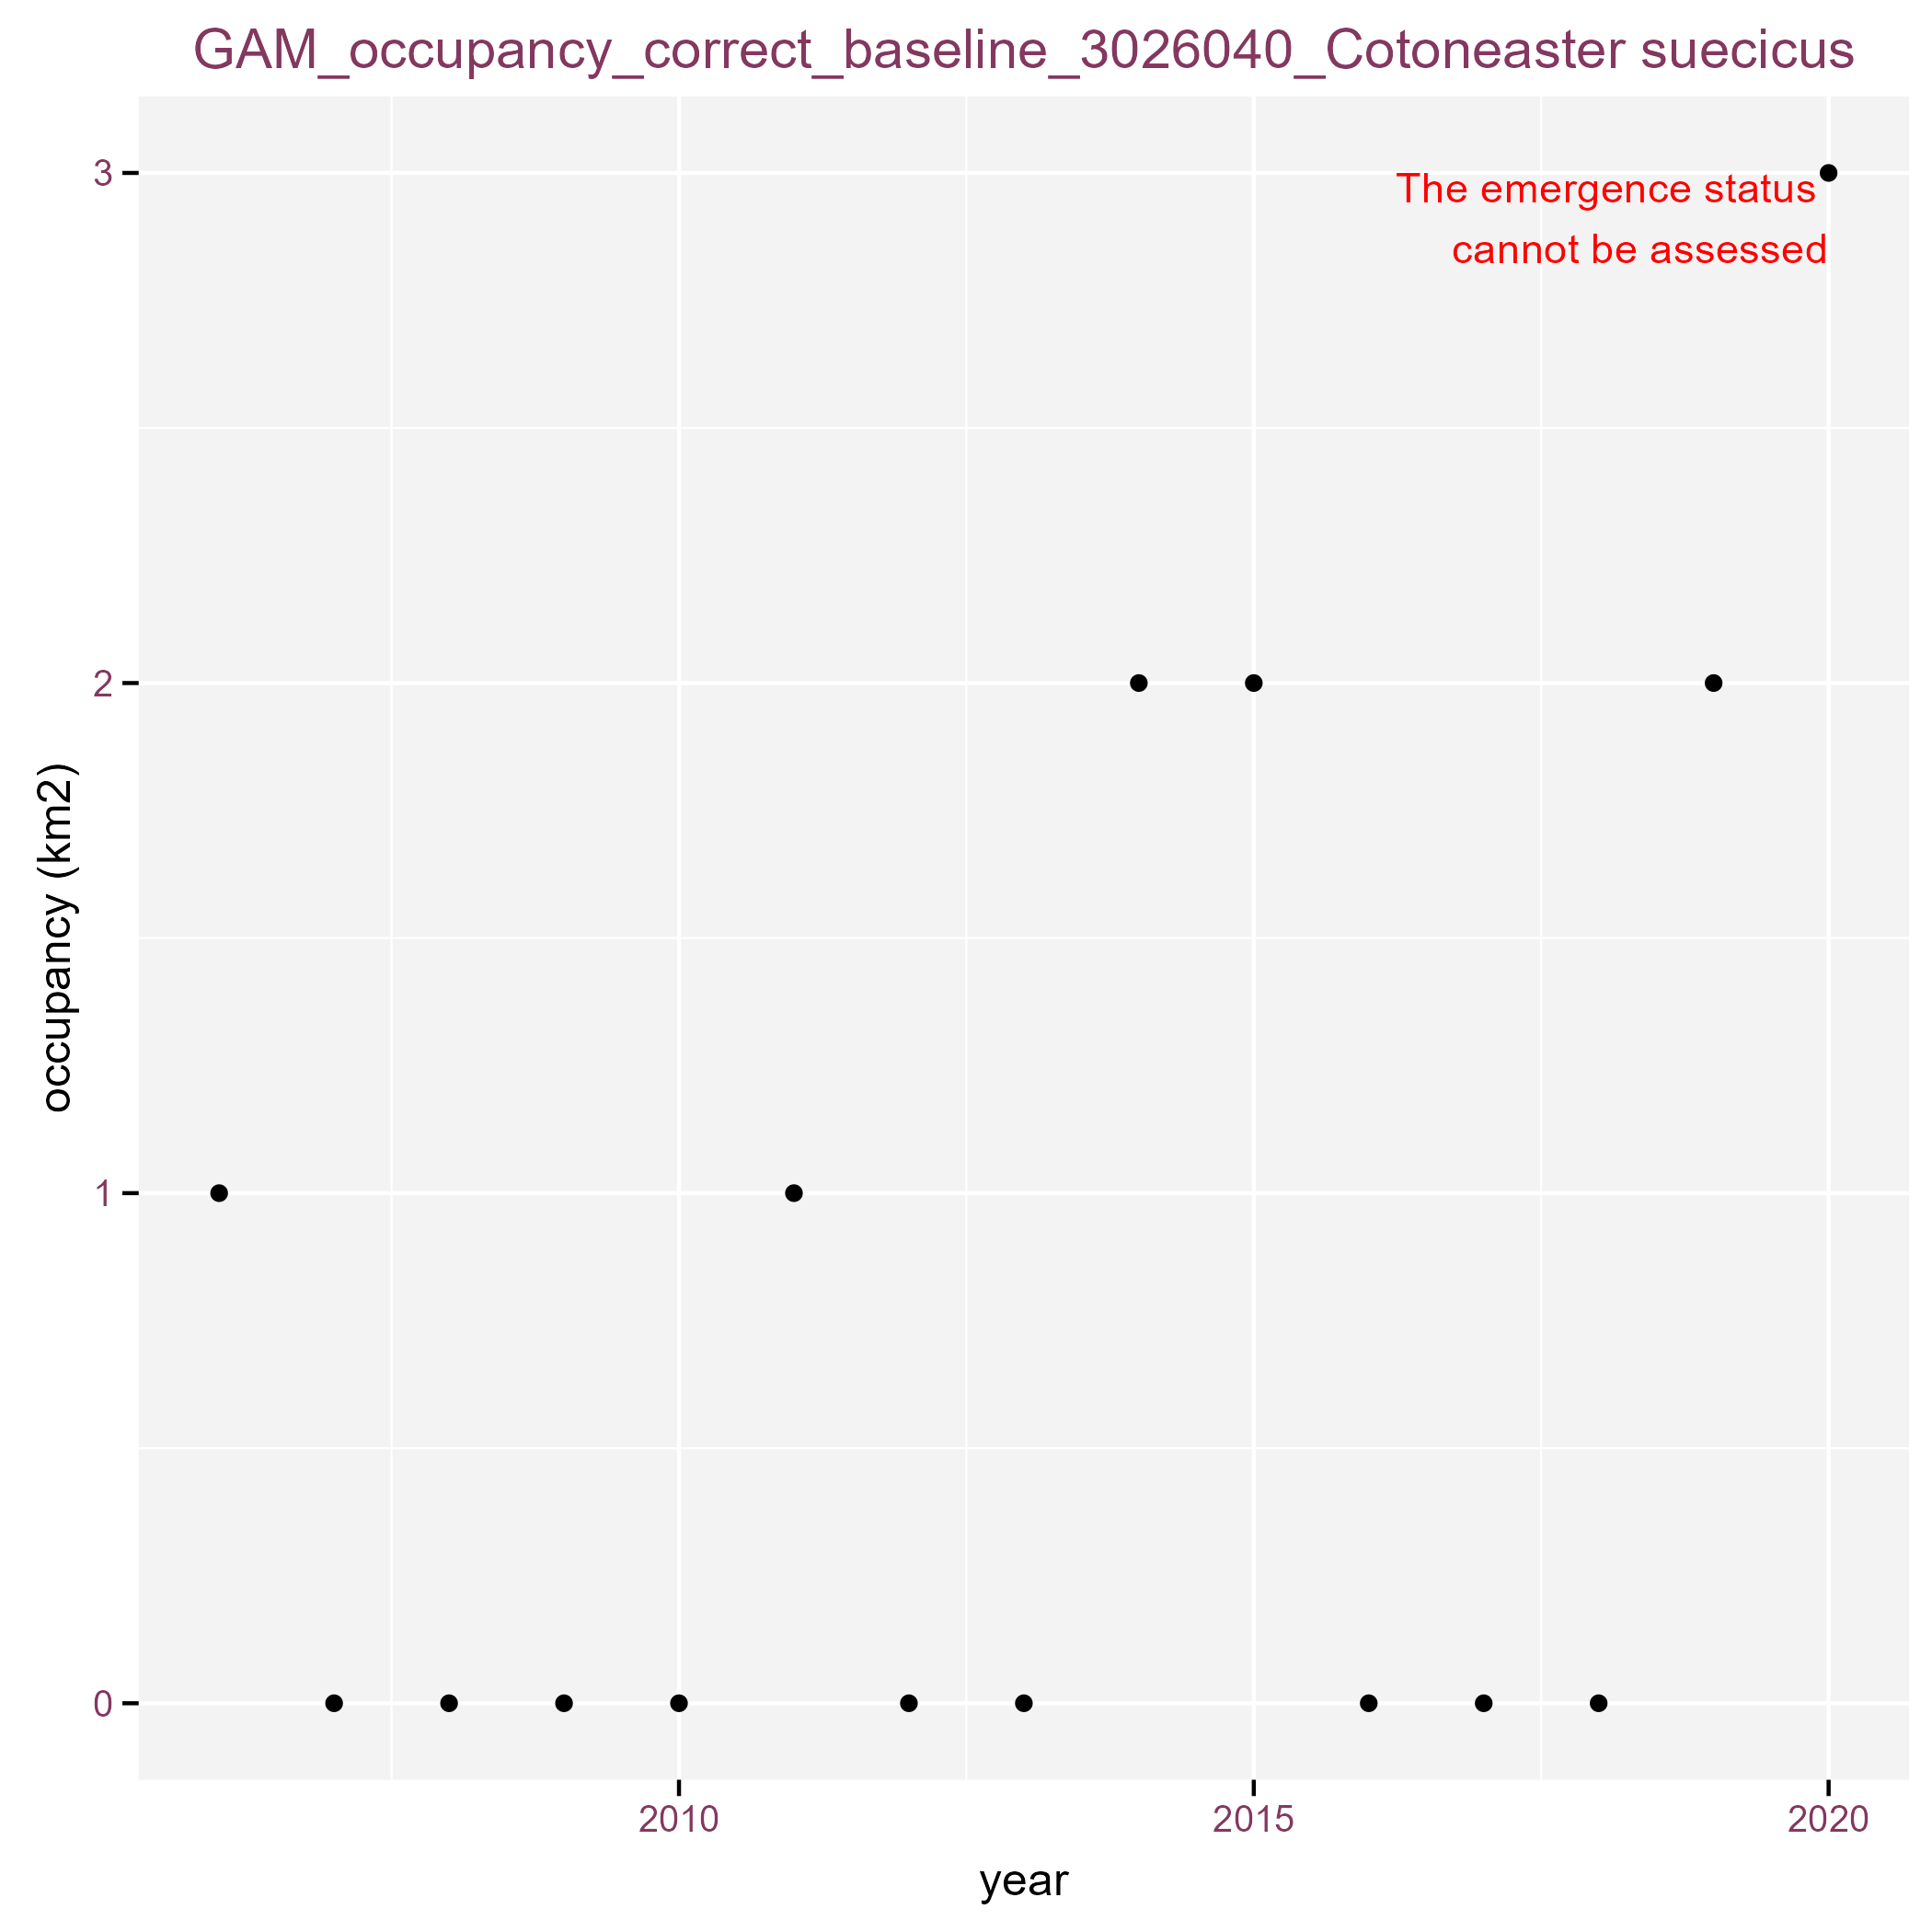 GAM_occupancy_correct_baseline_3026040_Cotoneaster suecicus
3
The emergence status
cannot be assessed
2
occupancy (km2)
1
0
2010
2015
2020
year